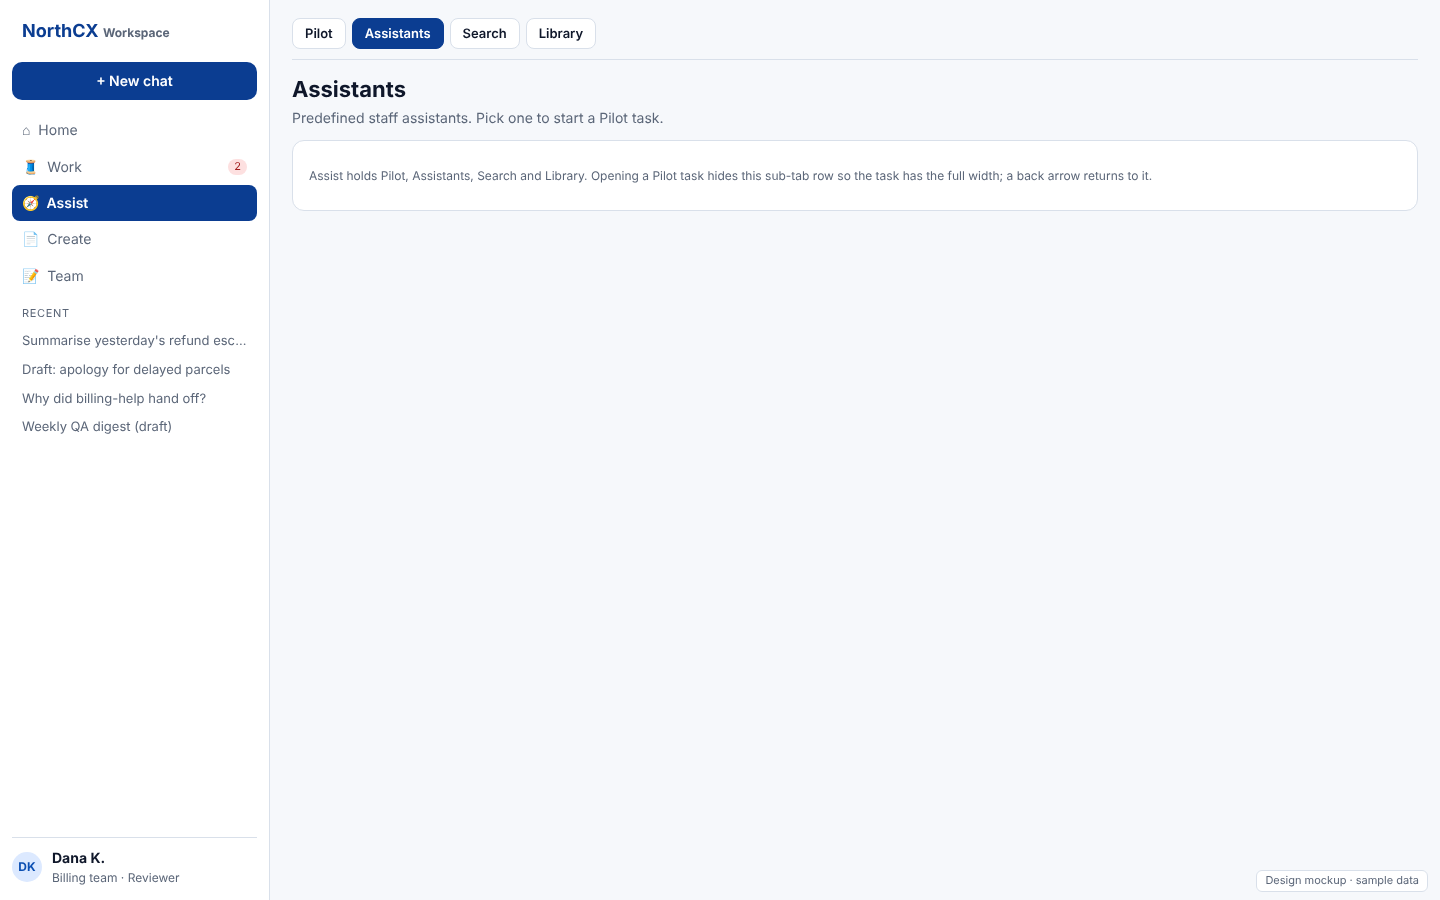 NorthCX Workspace
+ New chat
Home
Work 2
Assist
Create
Team
RECENT
Summarise yesterday's refund esc...
Draft: apology for delayed parcels
Why did billing-help hand off?
Weekly QA digest (draft)
DK
Dana K.
Billing team · Reviewer
Pilot Assistants Search Library
Assistants
Predefined staff assistants. Pick one to start a Pilot task.
Assist holds Pilot, Assistants, Search and Library. Opening a Pilot task hides this sub-tab row so the task has the full width; a back arrow returns to it.
Design mockup · sample data